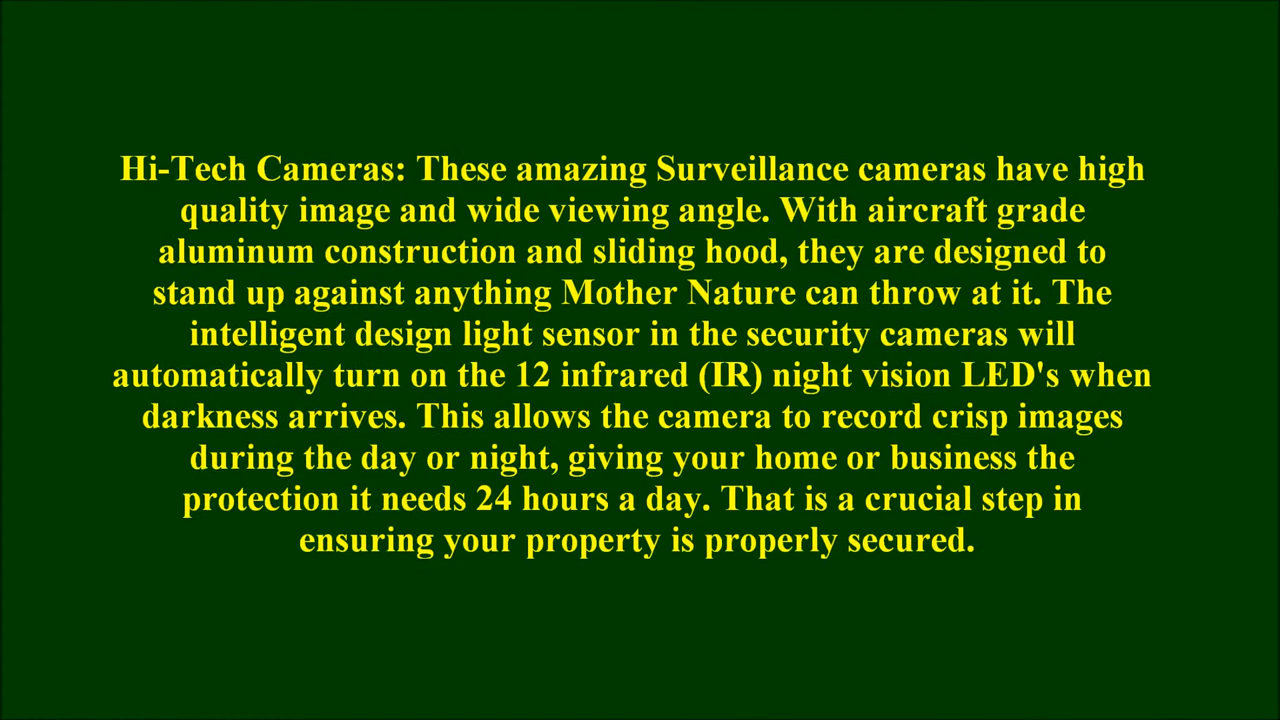 Hi-Tech Cameras: These amazing Surveillance cameras have high
quality image and wide viewing angle. With aircraft grade
aluminum construction and sliding hood, they are designed to
stand up against anything Mother Nature can throw at it. The
intelligent design light sensor in the security cameras will
automatically turn on the 12 infrared (IR) night vision LED's when
darkness arrives. This allows the camera to record crisp images
during the day or night, giving your home or business the
protection it needs 24 hours a day. That is a crucial step in
ensuring your property is properly secured.